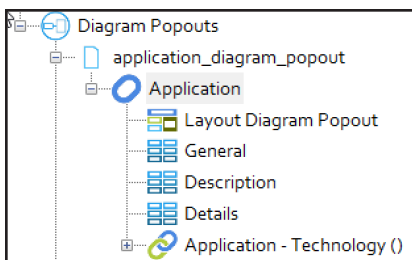 Diagram Popouts
application_diagram_popout
Application
Layout Diagram Popout
General
Description
Details
Application - Technology ()